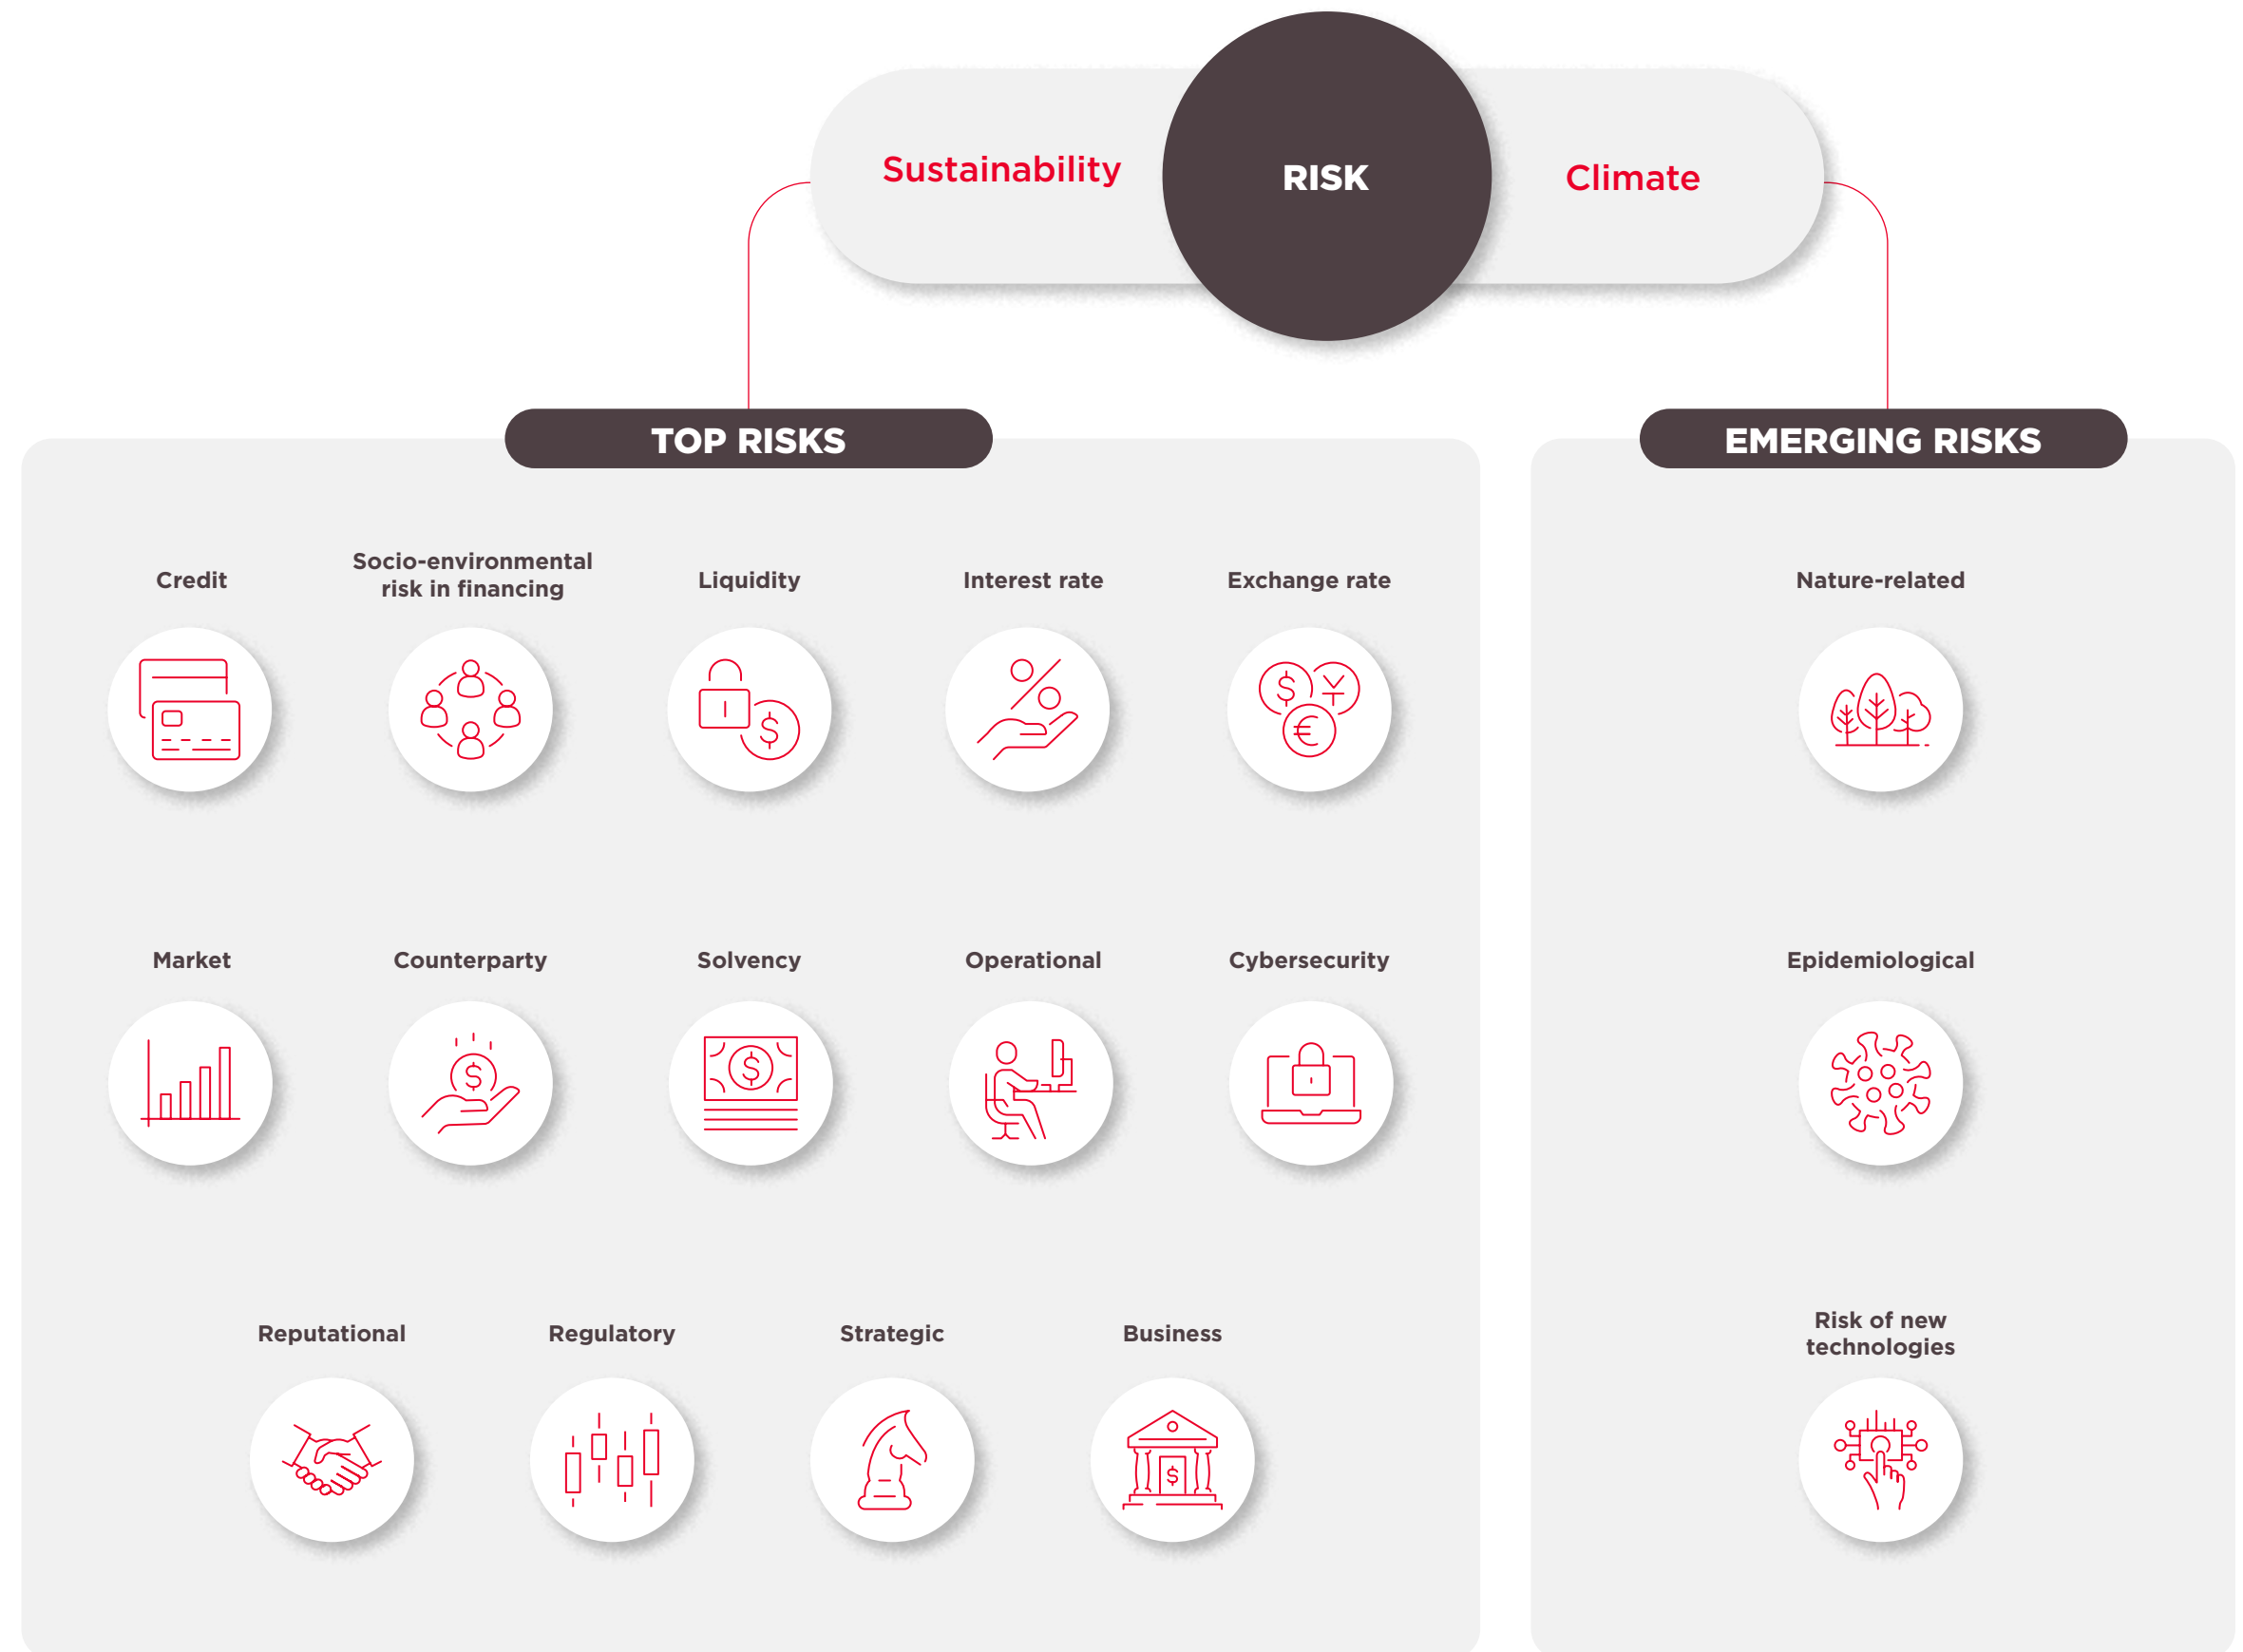 Sustainability
RISK
Climate
TOP RISKS
EMERGING RISKS
Credit
Socio-environmental
risk in financing
Liquidity
Interest rate
Exchange rate
Nature-related
Market
Counterparty
Solvency
Operational
Cybersecurity
Epidemiological
Reputational
Regulatory
Strategic
Business
Risk of new
technologies